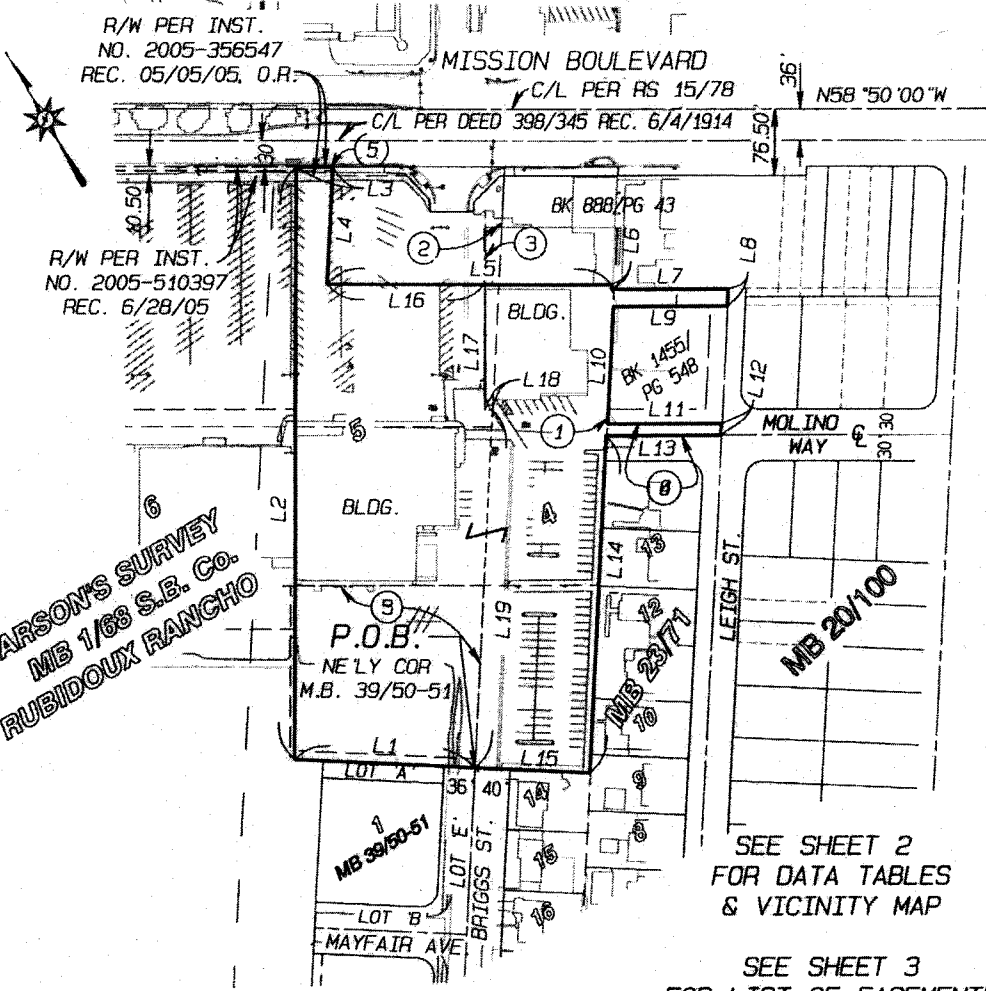 R/W PER INST.
NO. 2005-356547
REC. 05/05/05, O.R.
MISSION BOULEVARD
C/L PER RS 15/78
36'
N58°50'00"W
C/L PER DEED 398/345 REC. 6/4/1914
76.50
30
5
L3
40.50
L4
BK 888/PG 43
R/W PER INST.
NO. 2005-510397
REC. 6/28/05
2
3
L5
L6
L7
L8
L16
BLDG.
L9
L17
L10
BK 1455/
PG 548
L12
L18
L11
1
MOLINO
WAY
30
30
5
L13
8
L2
BLDG.
4
6
13
L14
LEIGH ST.
12
9
L19
P.O.B.
NE'LY COR
M.B. 39/50-51
MB 23/71
MB 20/100
10
ARSON'S SURVEY
MB 1/68 S.B. Co.
RUBIDOUX RANCHO
L1
L15
LOT 'A'
36'
40'
14
9
1
MB 39/50-51
LOT 'E'
BRIGGS ST.
15
8
16
LOT 'B'
MAYFAIR AVE
SEE SHEET 2
FOR DATA TABLES
& VICINITY MAP
SEE SHEET 3
FOR LIST OF EASEMENTS